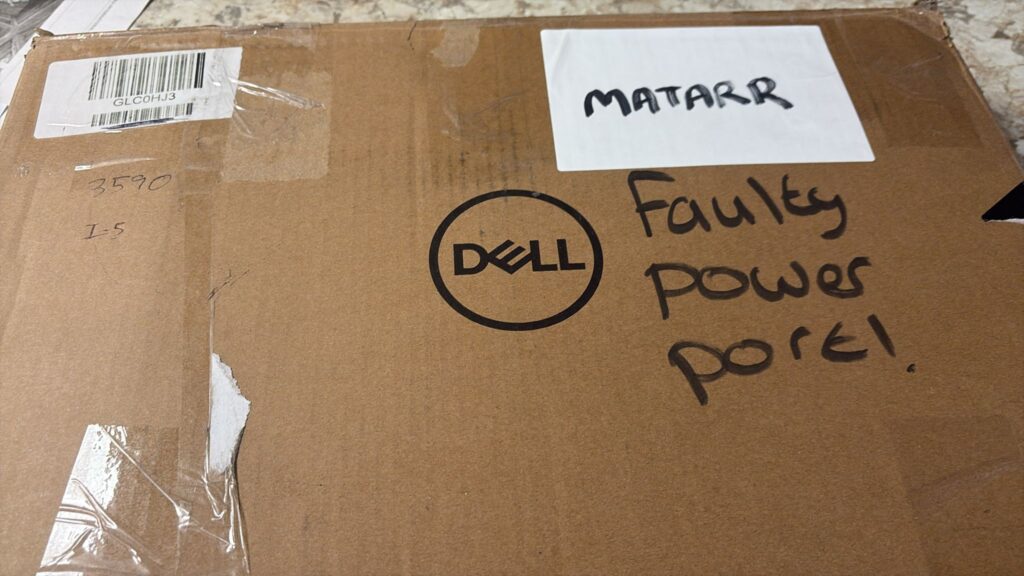 GLC0HJ3
MATARR
3590
I-5
DELL
Faulty
power
port!